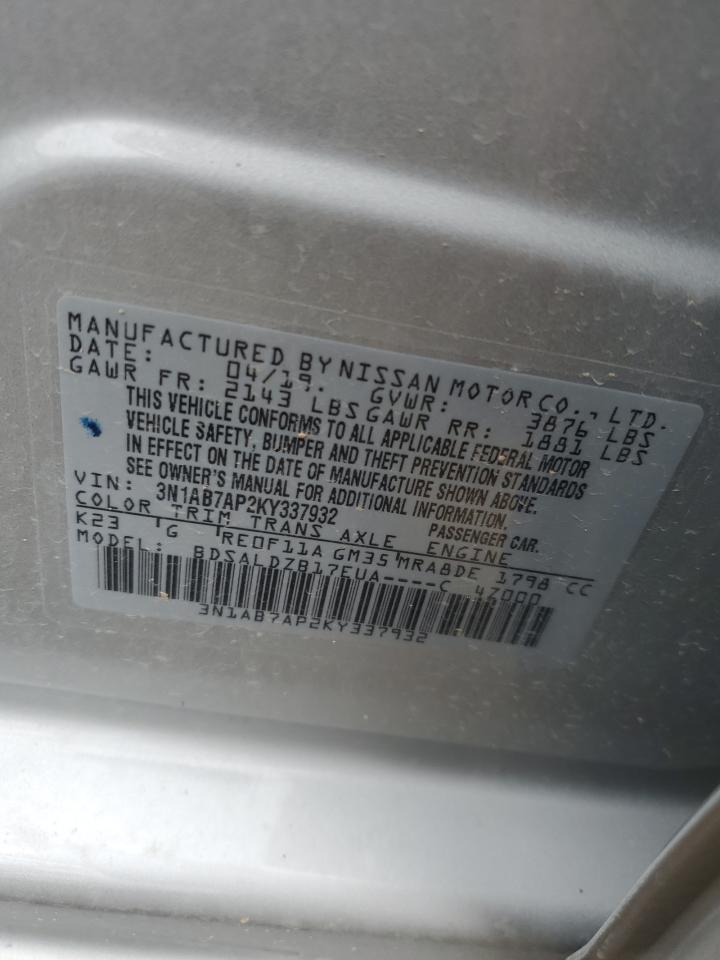 MANUFACTURED BY NISSAN MOTOR CO., LTD.
DATE: 04/19. GVWR: 3876 LBS
GAWR FR: 2143 LBS GAWR RR: 1881 LBS
THIS VEHICLE CONFORMS TO ALL APPLICABLE FEDERAL MOTOR
VEHICLE SAFETY, BUMPER AND THEFT PREVENTION STANDARDS
IN EFFECT ON THE DATE OF MANUFACTURE SHOWN ABOVE.
SEE OWNER'S MANUAL FOR ADDITIONAL INFORMATION.
VIN: 3N1AB7AP2KY337932 PASSENGER CAR.
COLOR TRIM TRANS AXLE ENGINE
K23 G RE0F11A GM35 MRA8DE 1798 CC
MODEL: BDSALDZB17EUA----C 47000
3N1AB7AP2KY337932